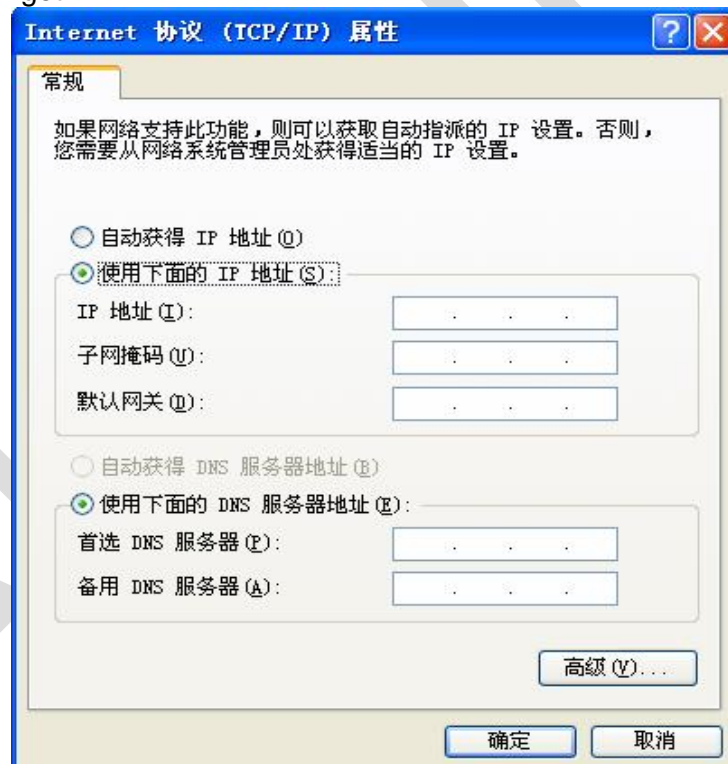 Internet 协议 (TCP/IP) 属性
常规
如果网络支持此功能，则可以获取自动指派的 IP 设置。否则，
您需要从网络系统管理员处获得适当的 IP 设置。
自动获得 IP 地址(O)
使用下面的 IP 地址(S):
IP 地址(I):
子网掩码(U):
默认网关(D):
自动获得 DNS 服务器地址(B)
使用下面的 DNS 服务器地址(E):
首选 DNS 服务器(P):
备用 DNS 服务器(A):
高级(V)...
确定 取消